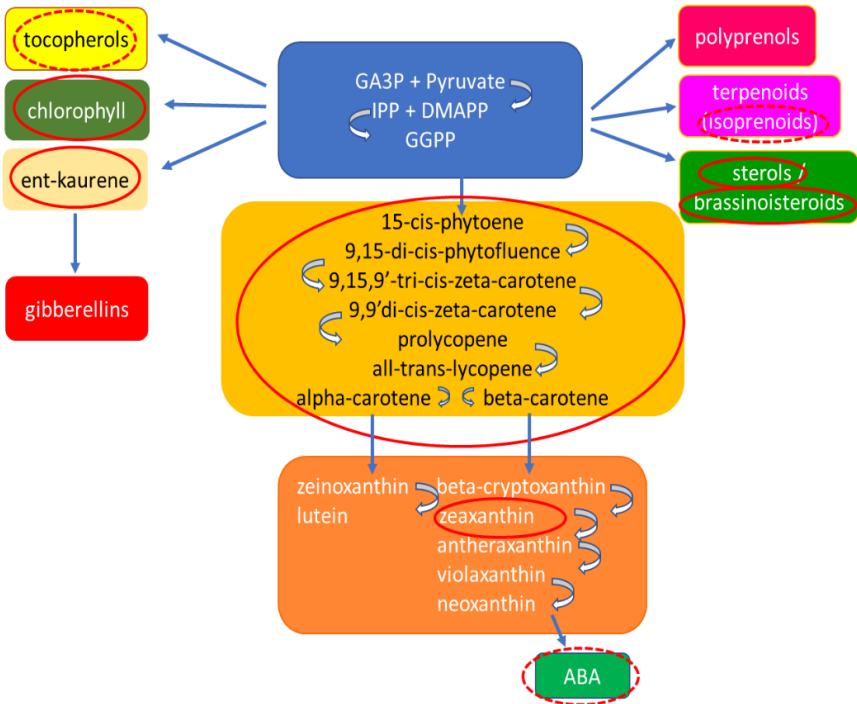 tocopherols
chlorophyll
ent-kaurene
gibberellins
GA3P + Pyruvate
IPP + DMAPP
GGPP
polyprenols
terpenoids
(isoprenoids)
sterols /
brassinoisteroids
15-cis-phytoene
9,15-di-cis-phytofluence
9,15,9’-tri-cis-zeta-carotene
9,9’di-cis-zeta-carotene
prolycopene
all-trans-lycopene
alpha-carotene beta-carotene
zeinoxanthin
lutein
beta-cryptoxanthin
zeaxanthin
antheraxanthin
violaxanthin
neoxanthin
ABA